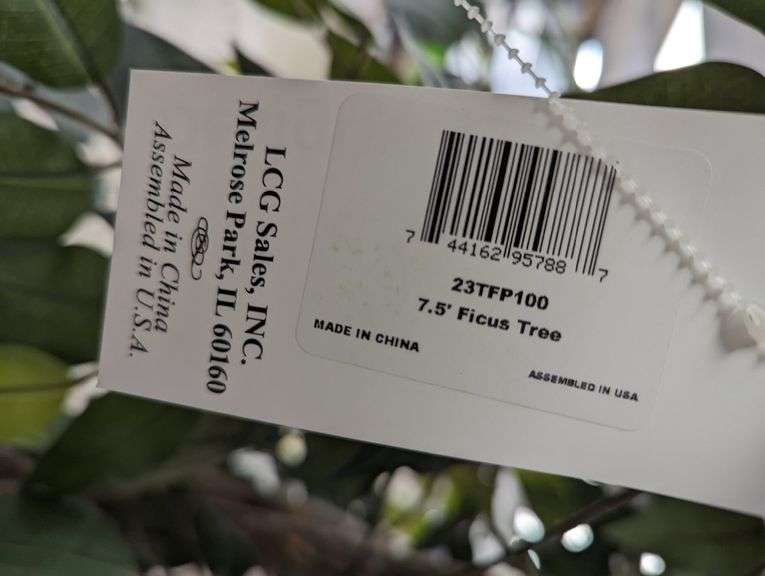 LCG Sales, INC.
Melrose Park, IL 60160
Made in China
Assembled in U.S.A.
7 44162 95788 7
23TFP100
7.5' Ficus Tree
MADE IN CHINA
ASSEMBLED IN USA